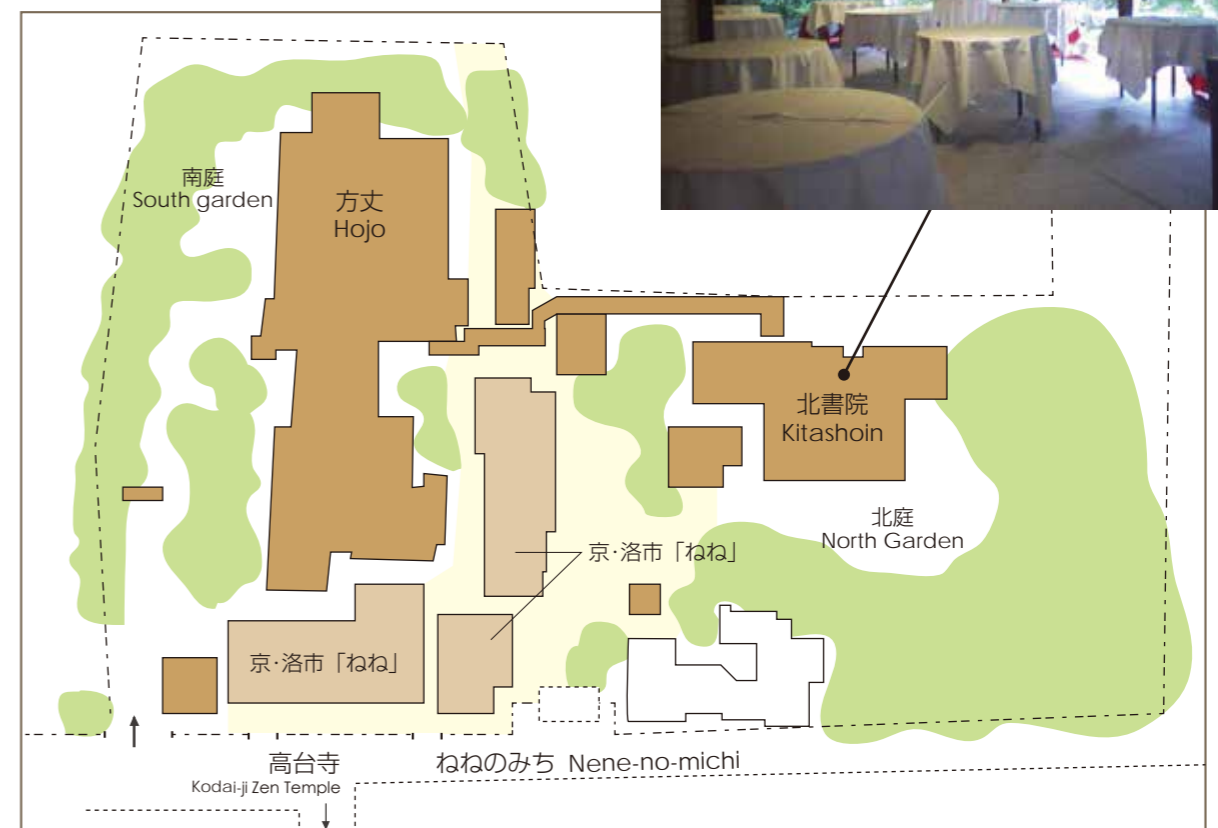 南庭
South garden
方丈
Hojo
北書院
Kitashoin
北庭
North Garden
京・洛市「ねね」
京・洛市「ねね」
高台寺
Kodai-ji Zen Temple
ねねのみち Nene-no-michi